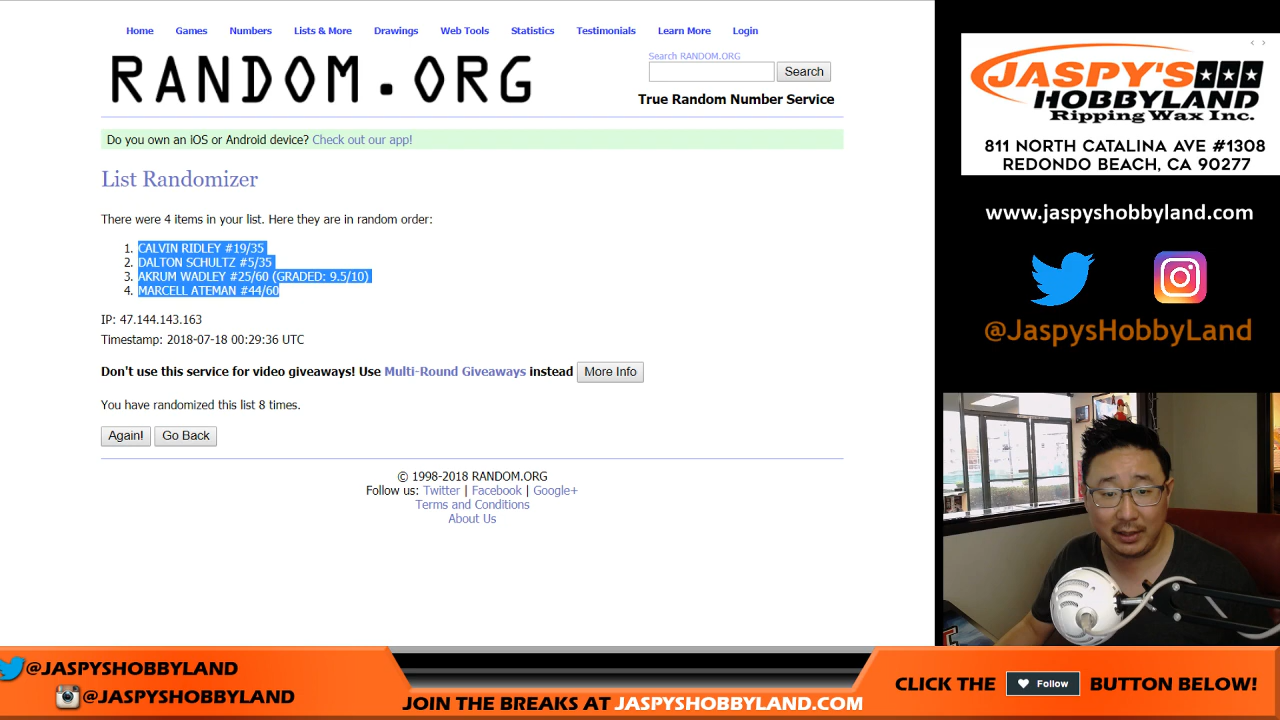 Home Games Numbers Lists & More Drawings Web Tools Statistics Testimonials Learn More Login
RANDOM.ORG
Search RANDOM.ORG
Search
True Random Number Service
Do you own an iOS or Android device? Check out our app!
List Randomizer
There were 4 items in your list. Here they are in random order:
1. CALVIN RIDLEY #19/35
2. DALTON SCHULTZ #5/35
3. AKRUM WADLEY #25/60 (GRADED: 9.5/10)
4. MARCELL ATEMAN #44/60
IP: 47.144.143.163
Timestamp: 2018-07-18 00:29:36 UTC
Don't use this service for video giveaways! Use Multi-Round Giveaways instead More Info
You have randomized this list 8 times.
Again! Go Back
© 1998-2018 RANDOM.ORG
Follow us: Twitter | Facebook | Google+
Terms and Conditions
About Us
JASPY'S
HOBBYLAND
Ripping Wax Inc.
811 NORTH CATALINA AVE #1308
REDONDO BEACH, CA 90277
www.jaspyshobbyland.com
@JaspysHobbyLand
@JASPYSHOBBYLAND
@JASPYSHOBBYLAND
JOIN THE BREAKS AT JASPYSHOBBYLAND.COM
CLICK THE Follow BUTTON BELOW!